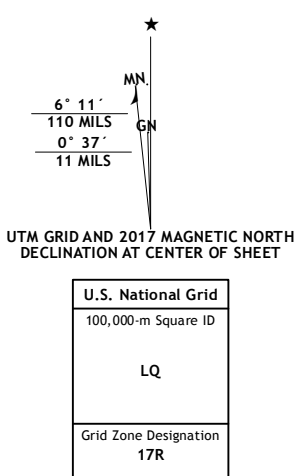 MN.
6° 11´
110 MILS
GN
0° 37´
11 MILS
UTM GRID AND 2017 MAGNETIC NORTH
DECLINATION AT CENTER OF SHEET
U.S. National Grid
100,000-m Square ID
LQ
Grid Zone Designation
17R